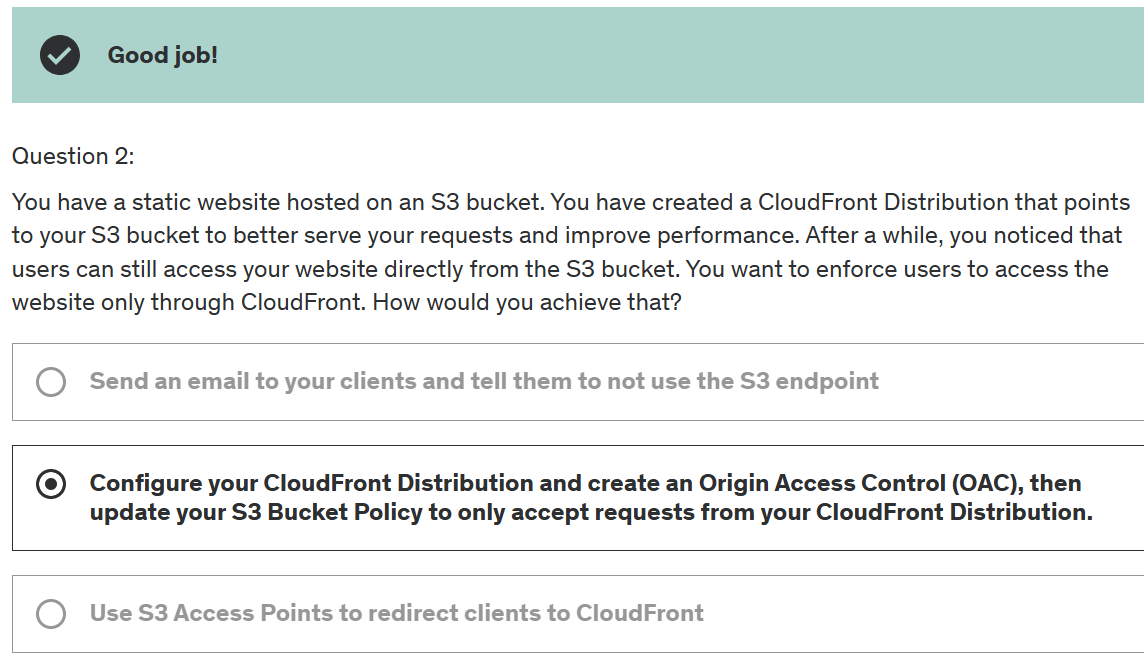 Good job!
Question 2:
You have a static website hosted on an S3 bucket. You have created a CloudFront Distribution that points
to your S3 bucket to better serve your requests and improve performance. After a while, you noticed that
users can still access your website directly from the S3 bucket. You want to enforce users to access the
website only through CloudFront. How would you achieve that?
Send an email to your clients and tell them to not use the S3 endpoint
Configure your CloudFront Distribution and create an Origin Access Control (OAC), then
update your S3 Bucket Policy to only accept requests from your CloudFront Distribution.
Use S3 Access Points to redirect clients to CloudFront